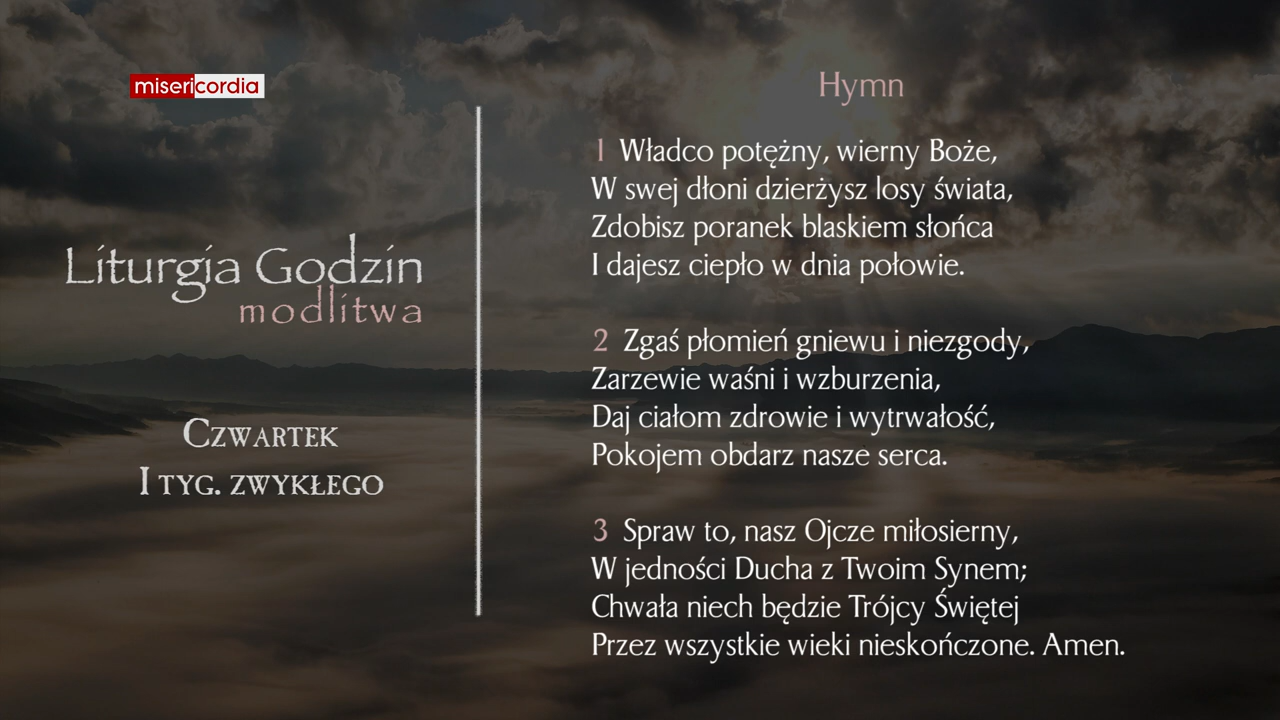 misericordia
Liturgia Godzin
modlitwa
Czwartek
I tyg. zwykłego
Hymn
1 Władco potężny, wierny Boże,
W swej dłoni dzierżysz losy świata,
Zdobisz poranek blaskiem słońca
I dajesz ciepło w dnia połowie.
2 Zgaś płomień gniewu i niezgody,
Zarzewie waśni i wzburzenia,
Daj ciałom zdrowie i wytrwałość,
Pokojem obdarz nasze serca.
3 Spraw to, nasz Ojcze miłosierny,
W jedności Ducha z Twoim Synem;
Chwała niech będzie Trójcy Świętej
Przez wszystkie wieki nieskończone. Amen.